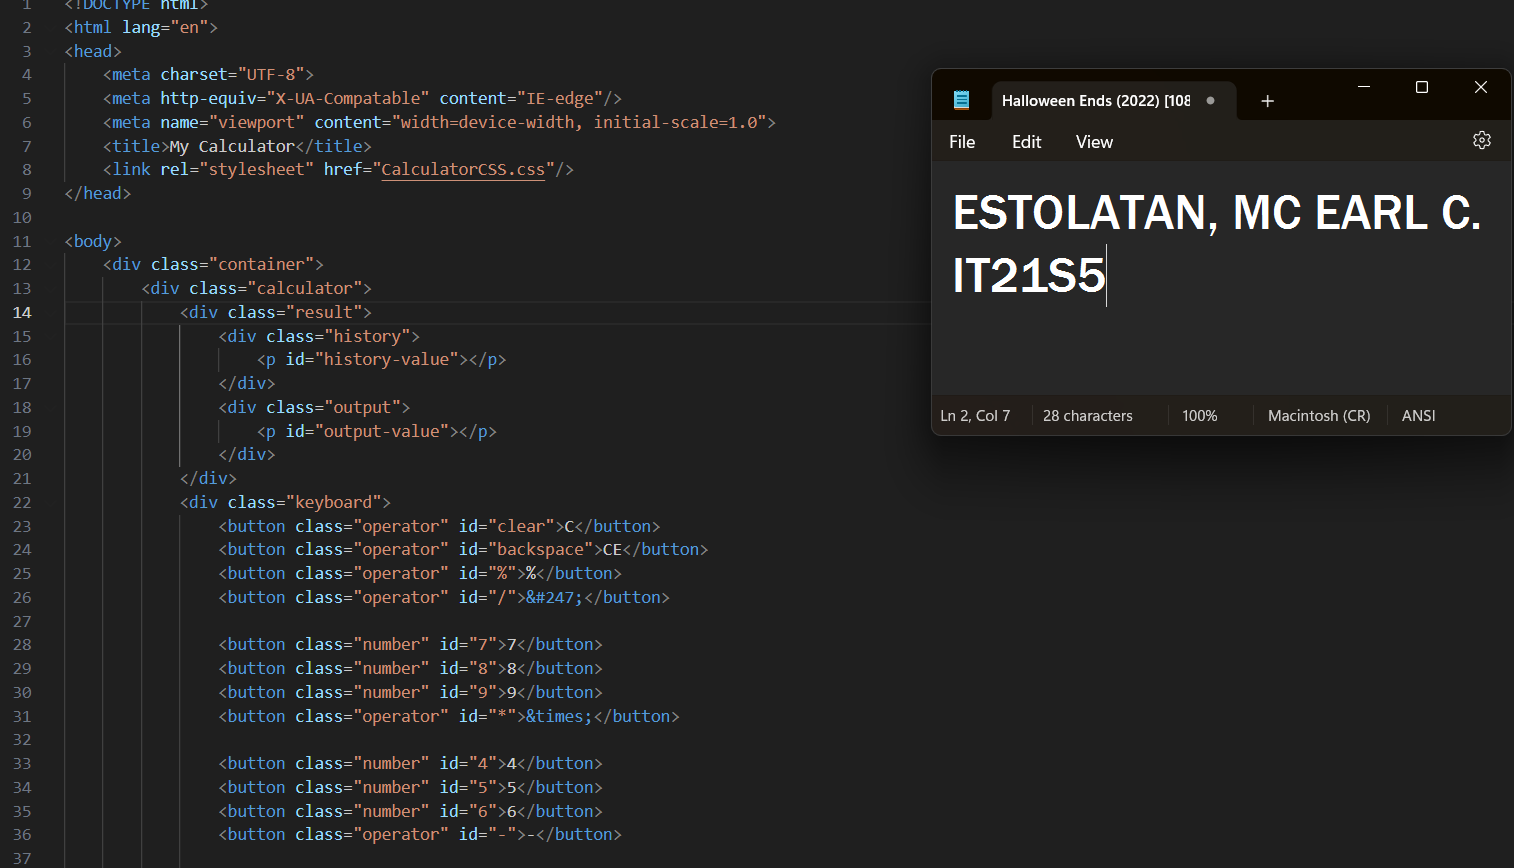 1 <!DOCTYPE html>
2 <html lang="en">
3 <head>
4 <meta charset="UTF-8">
5 <meta http-equiv="X-UA-Compatable" content="IE-edge"/>
6 <meta name="viewport" content="width=device-width, initial-scale=1.0">
7 <title>My Calculator</title>
8 <link rel="stylesheet" href="CalculatorCSS.css"/>
9 </head>
10
11 <body>
12 <div class="container">
13 <div class="calculator">
14 <div class="result">
15 <div class="history">
16 <p id="history-value"></p>
17 </div>
18 <div class="output">
19 <p id="output-value"></p>
20 </div>
21 </div>
22 <div class="keyboard">
23 <button class="operator" id="clear">C</button>
24 <button class="operator" id="backspace">CE</button>
25 <button class="operator" id="%">%</button>
26 <button class="operator" id="/">&#247;</button>
27
28 <button class="number" id="7">7</button>
29 <button class="number" id="8">8</button>
30 <button class="number" id="9">9</button>
31 <button class="operator" id="*">&times;</button>
32
33 <button class="number" id="4">4</button>
34 <button class="number" id="5">5</button>
35 <button class="number" id="6">6</button>
36 <button class="operator" id="-">-</button>
37
Halloween Ends (2022) [108
File Edit View
ESTOLATAN, MC EARL C.
IT21S5
Ln 2, Col 7 28 characters 100% Macintosh (CR) ANSI